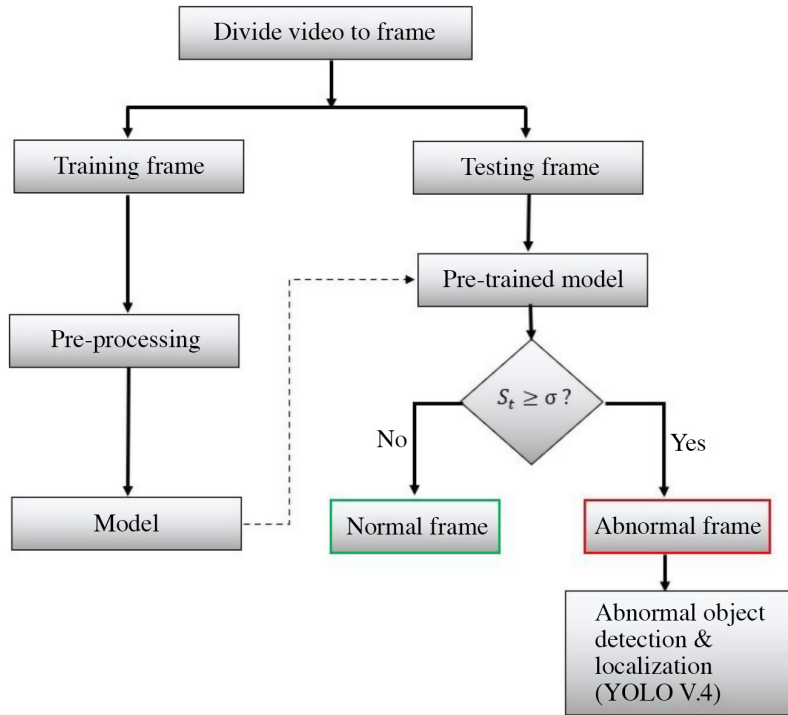 Divide video to frame
Training frame
Testing frame
Pre-trained model
Pre-processing
S_t ≥ σ ?
No
Yes
Model
Normal frame
Abnormal frame
Abnormal object
detection &
localization
(YOLO V.4)